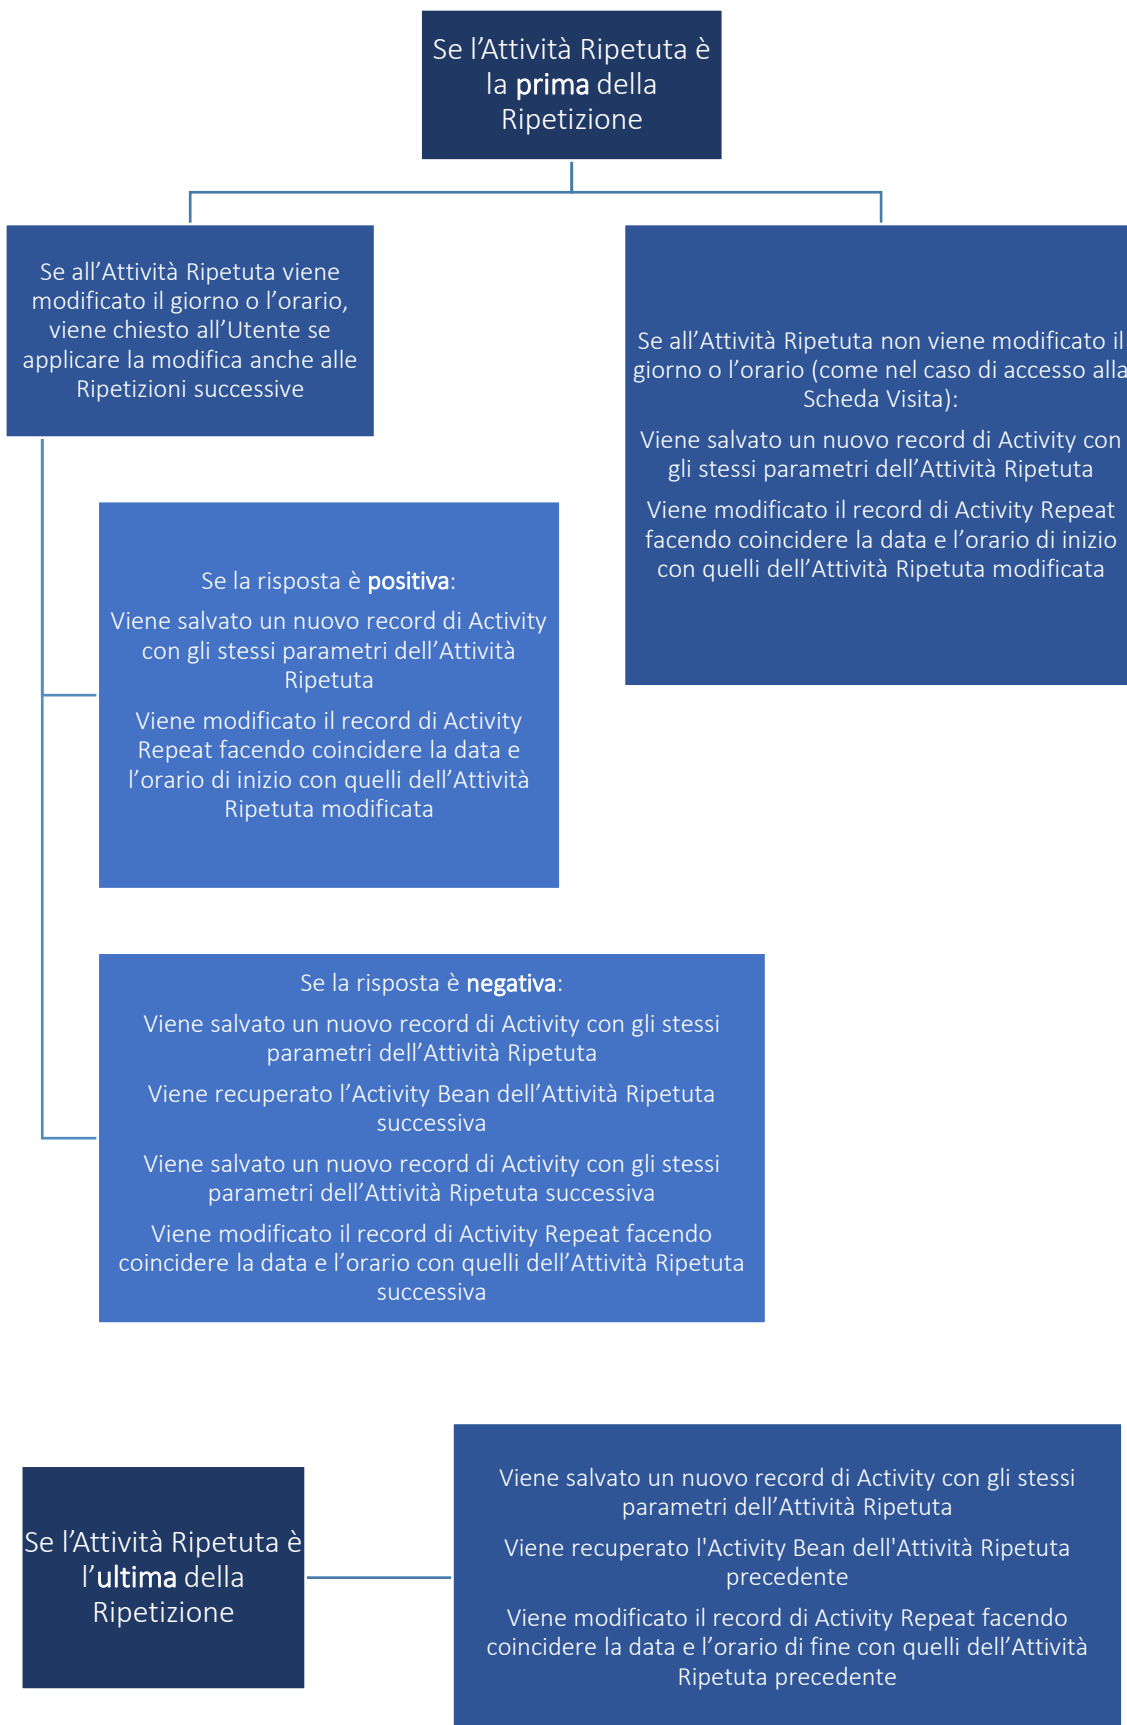 Se l’Attività Ripetuta è
la prima della
Ripetizione
Se all’Attività Ripetuta viene
modificato il giorno o l’orario,
viene chiesto all’Utente se
applicare la modifica anche alle
Ripetizioni successive
Se all’Attività Ripetuta non viene modificato il
giorno o l’orario (come nel caso di accesso alla
Scheda Visita):
Viene salvato un nuovo record di Activity con
gli stessi parametri dell’Attività Ripetuta
Viene modificato il record di Activity Repeat
facendo coincidere la data e l’orario di inizio
con quelli dell’Attività Ripetuta modificata
Se la risposta è positiva:
Viene salvato un nuovo record di Activity
con gli stessi parametri dell’Attività
Ripetuta
Viene modificato il record di Activity
Repeat facendo coincidere la data e
l’orario di inizio con quelli dell’Attività
Ripetuta modificata
Se la risposta è negativa:
Viene salvato un nuovo record di Activity con gli stessi
parametri dell’Attività Ripetuta
Viene recuperato l’Activity Bean dell’Attività Ripetuta
successiva
Viene salvato un nuovo record di Activity con gli stessi
parametri dell’Attività Ripetuta successiva
Viene modificato il record di Activity Repeat facendo
coincidere la data e l’orario con quelli dell’Attività Ripetuta
successiva
Se l’Attività Ripetuta è
l’ultima della
Ripetizione
Viene salvato un nuovo record di Activity con gli stessi
parametri dell’Attività Ripetuta
Viene recuperato l'Activity Bean dell'Attività Ripetuta
precedente
Viene modificato il record di Activity Repeat facendo
coincidere la data e l’orario di fine con quelli dell’Attività
Ripetuta precedente